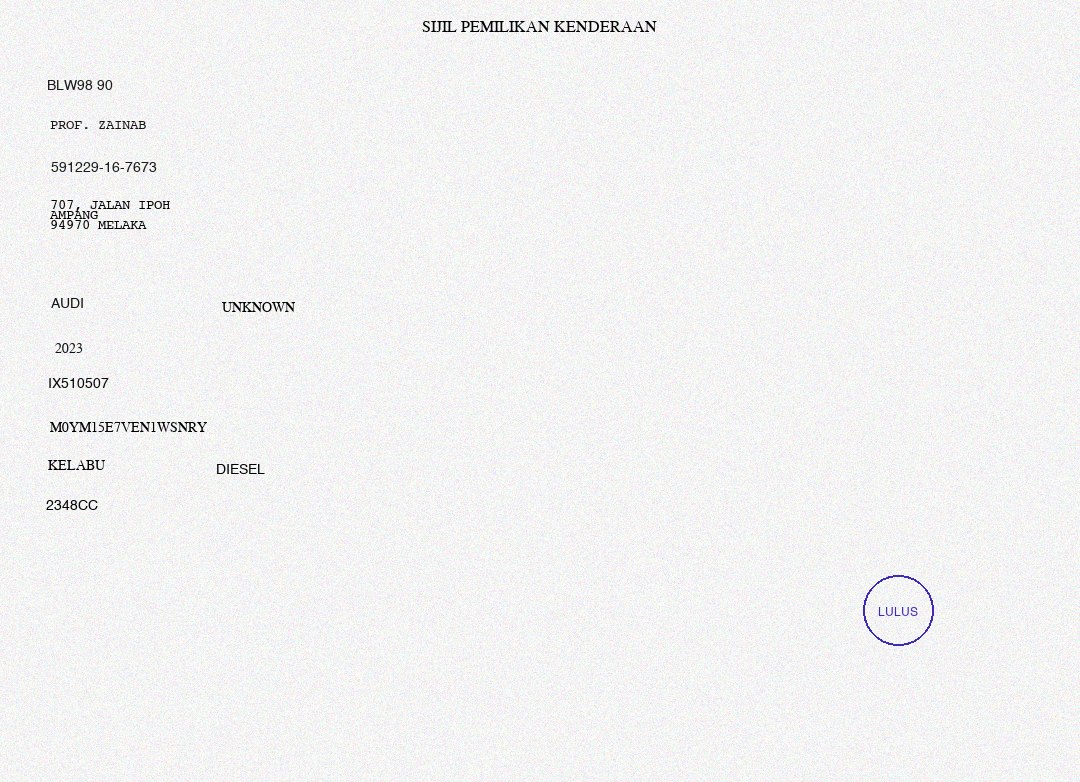 SIJIL PEMILIKAN KENDERAAN
BLW98 90
PROF. ZAINAB
591229-16-7673
707, JALAN IPOH
AMPANG
94970 MELAKA
AUDI UNKNOWN
2023
IX510507
M0YM15E7VEN1WSNRY
KELABU DIESEL
2348CC
LULUS